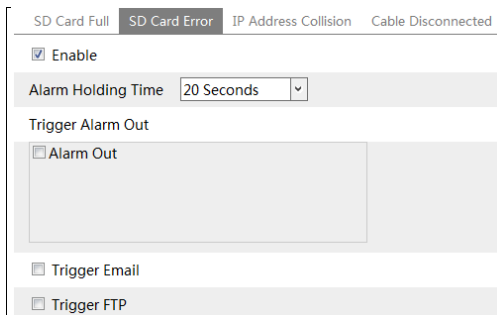 SD Card Full SD Card Error IP Address Collision Cable Disconnected
Enable
Alarm Holding Time 20 Seconds
Trigger Alarm Out
Alarm Out
Trigger Email
Trigger FTP